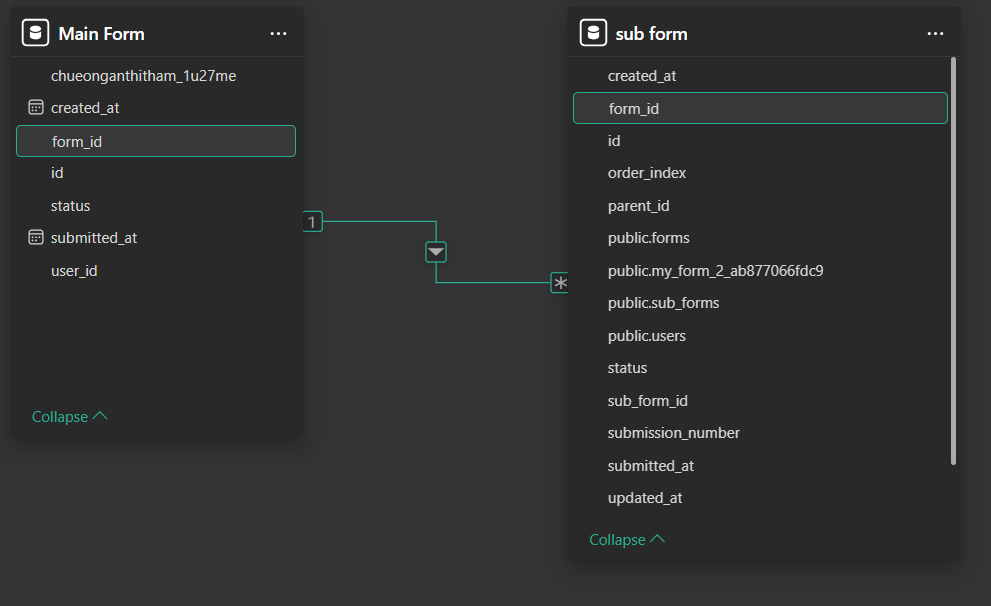 Main Form
chueonganthitham_1u27me
created_at
form_id
id
status
submitted_at
user_id
Collapse
1
*
sub form
created_at
form_id
id
order_index
parent_id
public.forms
public.my_form_2_ab877066fdc9
public.sub_forms
public.users
status
sub_form_id
submission_number
submitted_at
updated_at
Collapse